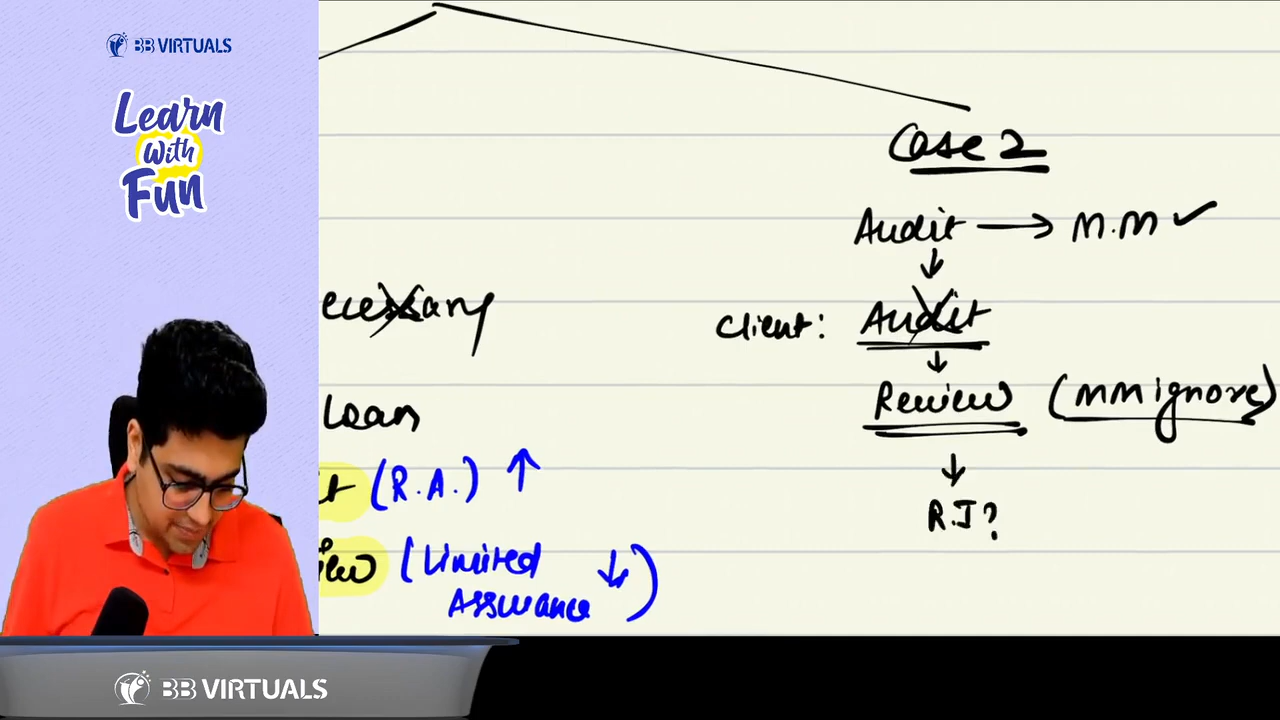 BB VIRTUALS
Learn
With
Fun
Case 2
Audit → M.M ✓
↓
ecessary
Client: Audit
↓
Loan
Review (MM ignore)
↓
(R.A.) ↑
R.J?
(Limited ↓)
Assurance
BB VIRTUALS